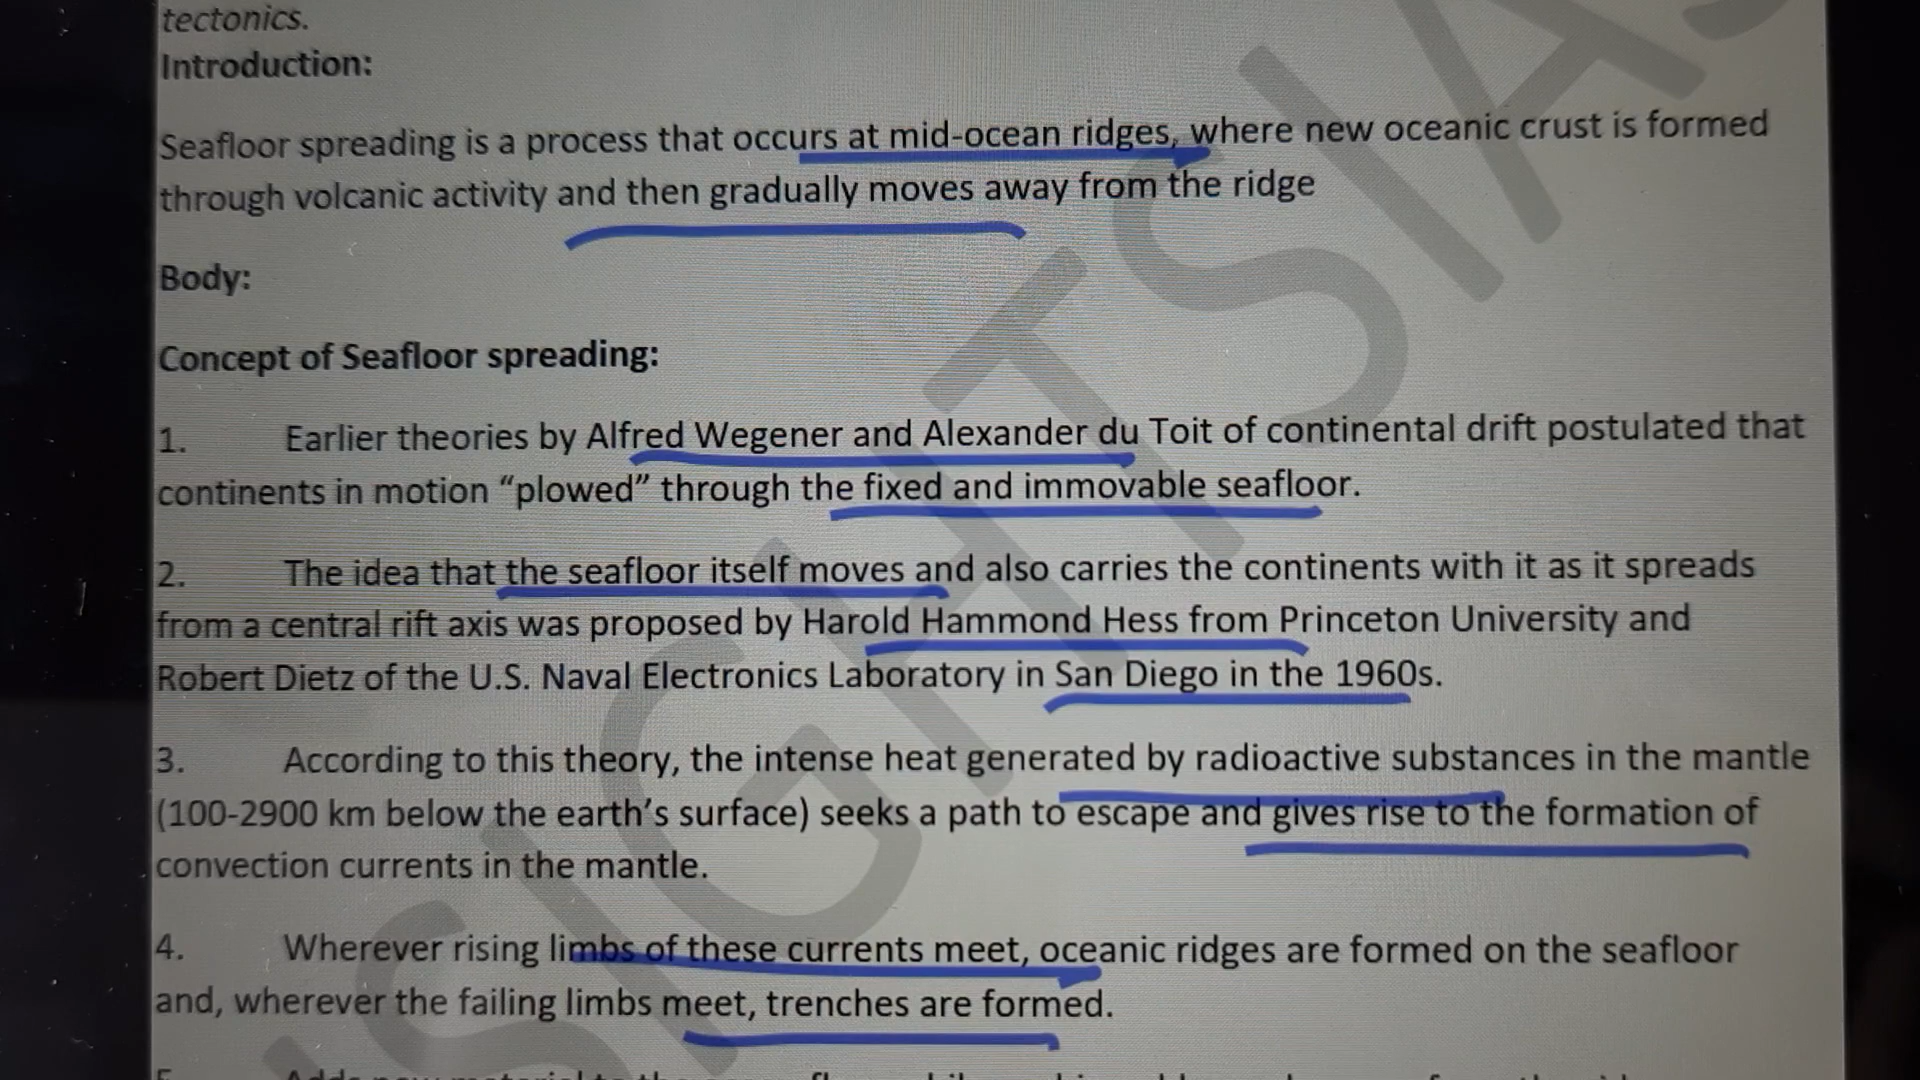 tectonics.
Introduction:
Seafloor spreading is a process that occurs at mid-ocean ridges, where new oceanic crust is formed
through volcanic activity and then gradually moves away from the ridge
Body:
Concept of Seafloor spreading:
1. Earlier theories by Alfred Wegener and Alexander du Toit of continental drift postulated that
continents in motion “plowed” through the fixed and immovable seafloor.
2. The idea that the seafloor itself moves and also carries the continents with it as it spreads
from a central rift axis was proposed by Harold Hammond Hess from Princeton University and
Robert Dietz of the U.S. Naval Electronics Laboratory in San Diego in the 1960s.
3. According to this theory, the intense heat generated by radioactive substances in the mantle
(100-2900 km below the earth’s surface) seeks a path to escape and gives rise to the formation of
convection currents in the mantle.
4. Wherever rising limbs of these currents meet, oceanic ridges are formed on the seafloor
and, wherever the failing limbs meet, trenches are formed.
SIGHTSIAS